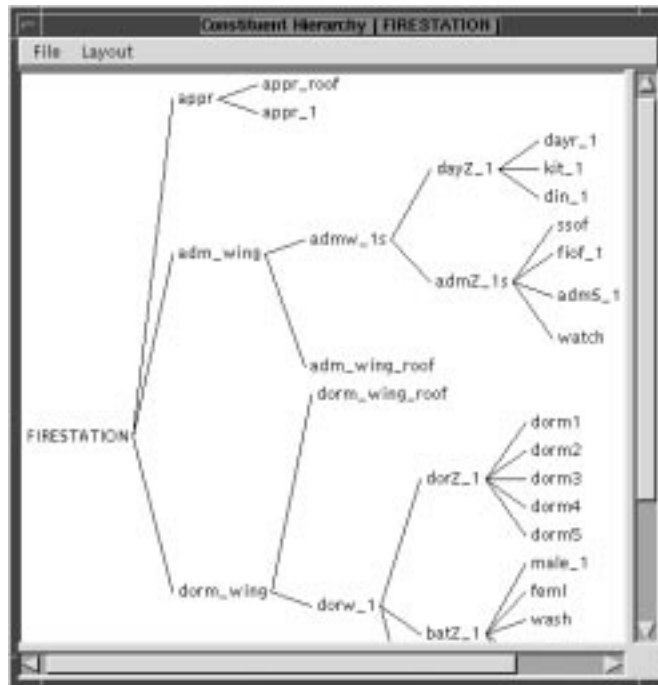 Constituent Hierarchy [ FIRESTATION ]
File Layout
appr_roof
appr
appr_1
dayr_1
dayZ_1
kit_1
din_1
ssof
admw_1s
adm_wing
fiof_1
admZ_1s
admS_1
watch
adm_wing_roof
dorm_wing_roof
dorm1
FIRESTATION
dorm2
dorZ_1
dorm3
dorm4
dorm5
male_1
dorm_wing
feml
dorw_1
wash
batZ_1